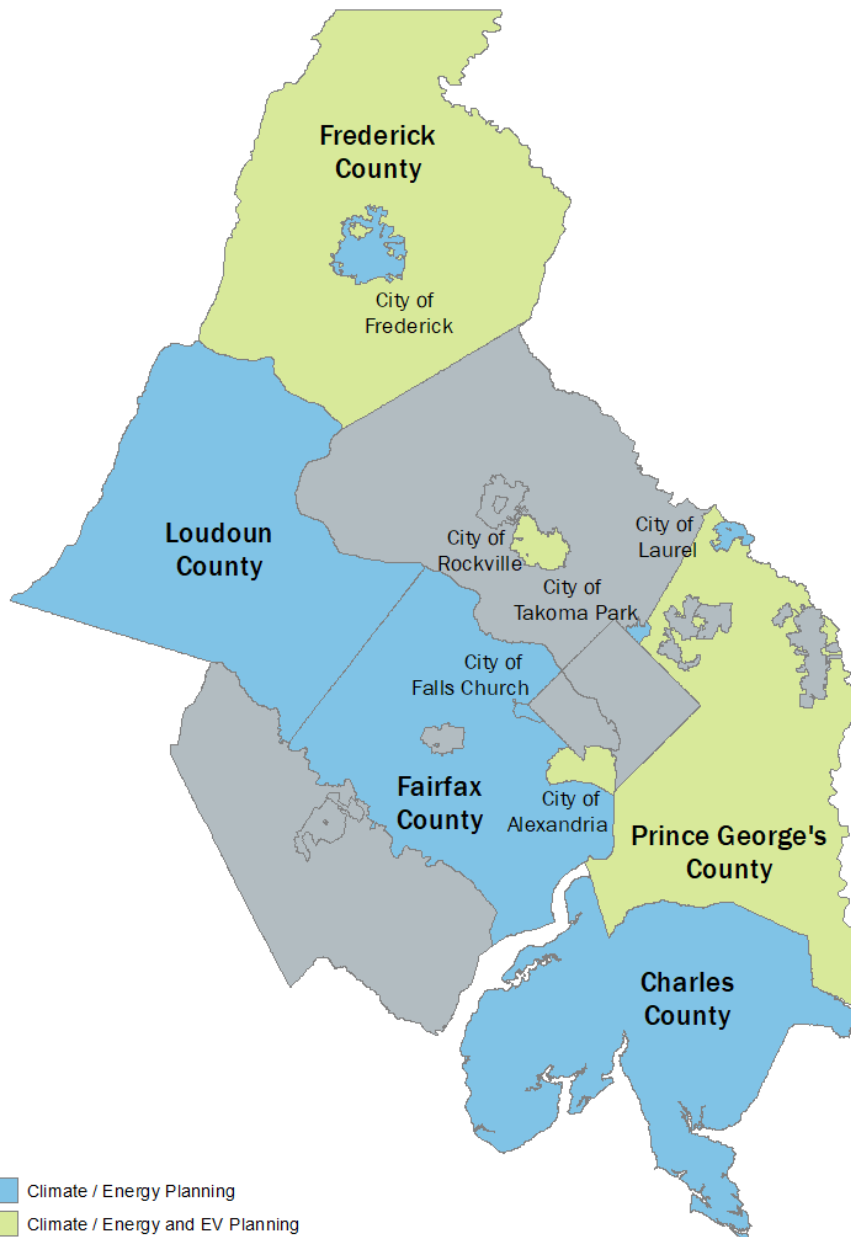 Frederick
County
City of
Frederick
Loudoun
County
City of
Rockville
City of
Laurel
City of
Takoma Park
City of
Falls Church
Fairfax
County
City of
Alexandria
Prince George's
County
Charles
County
Climate / Energy Planning
Climate / Energy and EV Planning